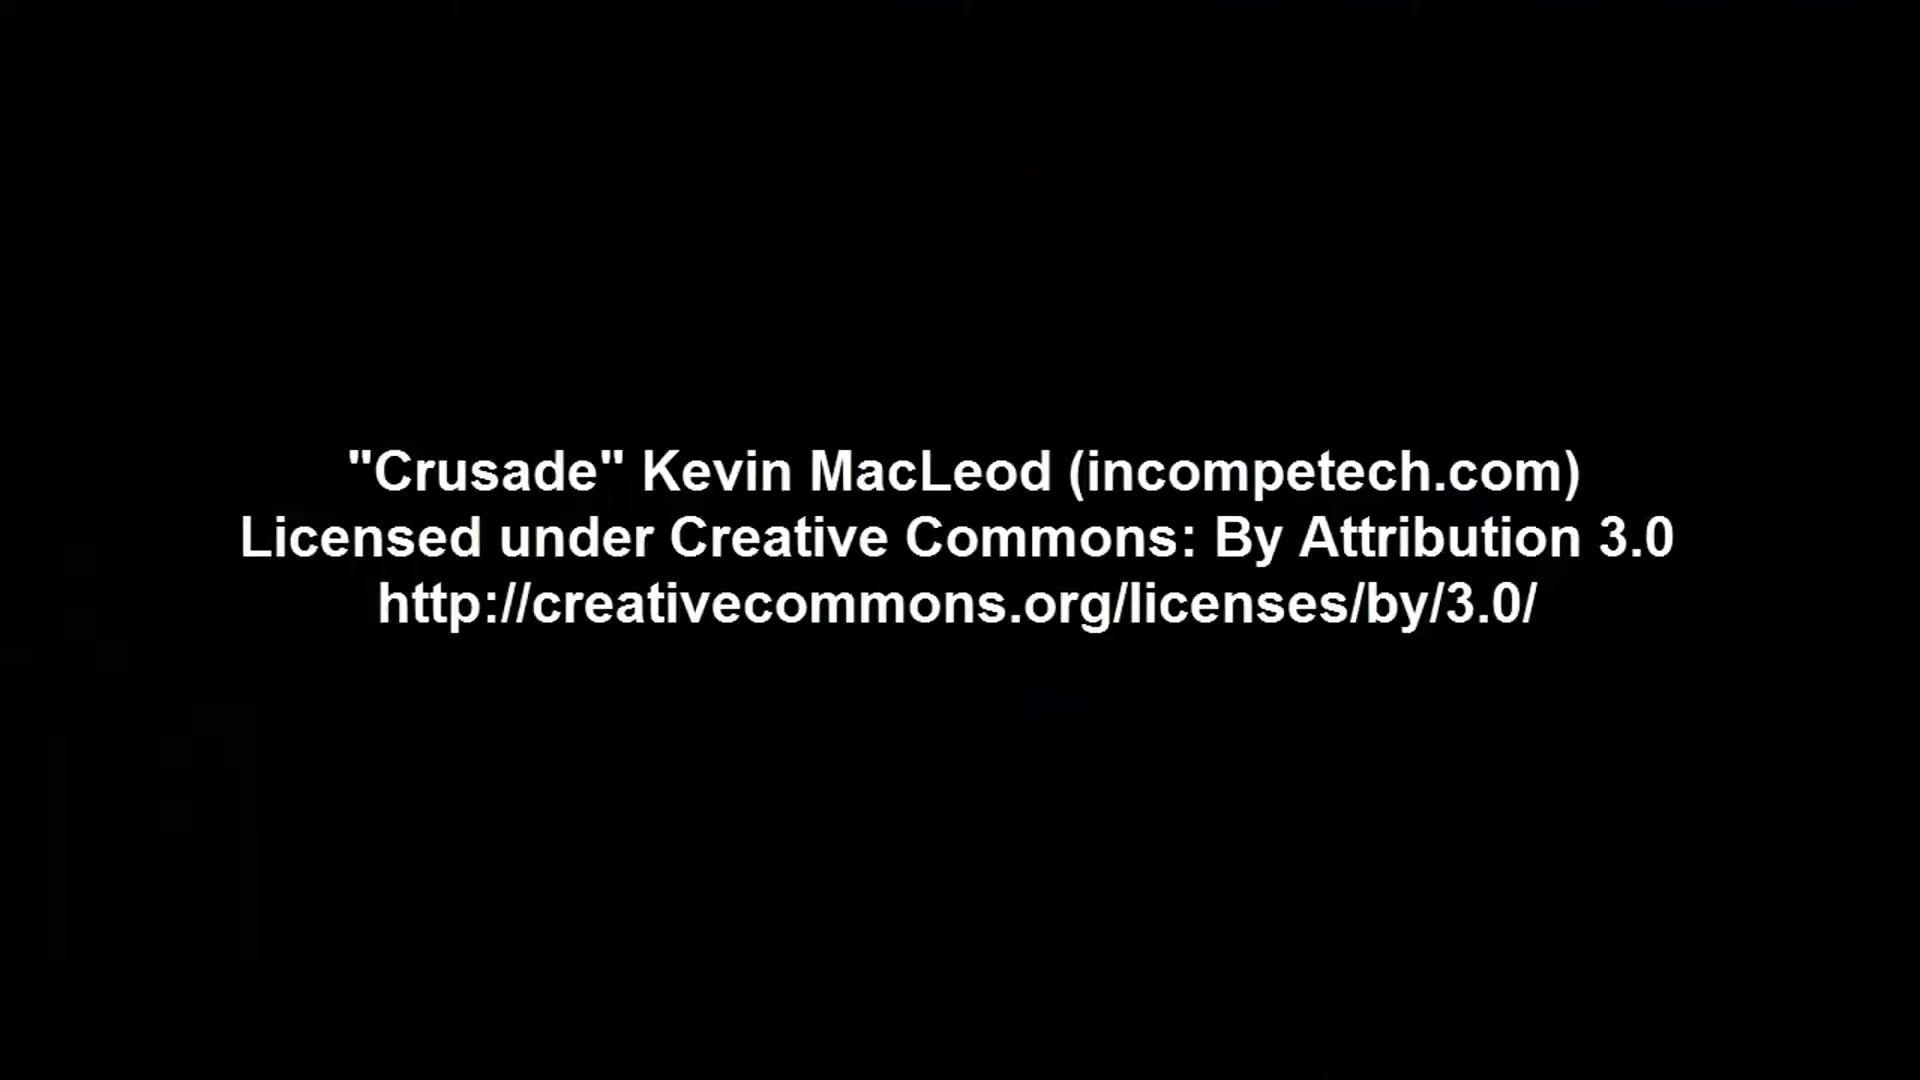 "Crusade" Kevin MacLeod (incompetech.com)
Licensed under Creative Commons: By Attribution 3.0
http://creativecommons.org/licenses/by/3.0/